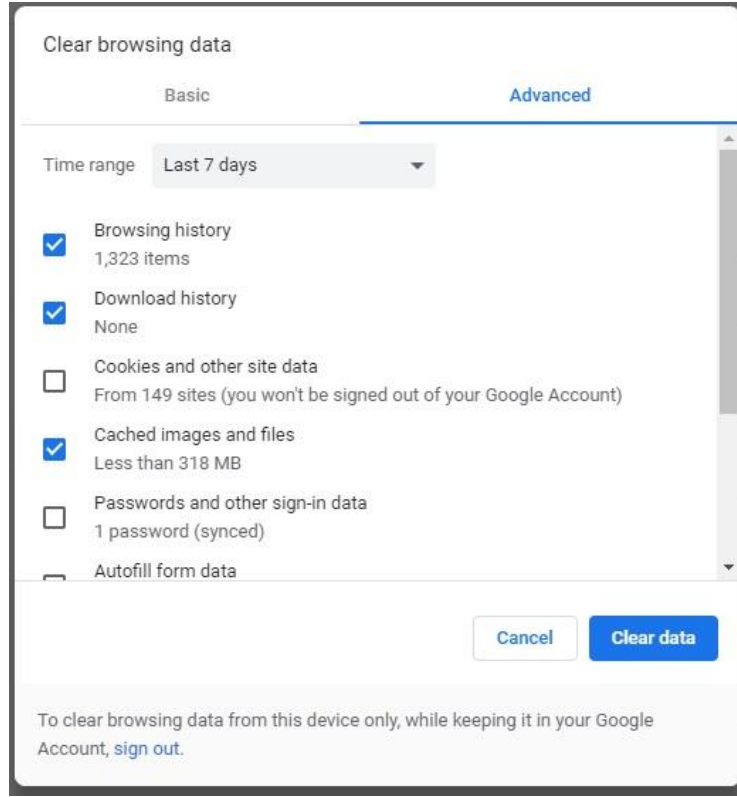 Clear browsing data
Basic
Advanced
Time range
Last 7 days
Browsing history
1,323 items
Download history
None
Cookies and other site data
From 149 sites (you won't be signed out of your Google Account)
Cached images and files
Less than 318 MB
Passwords and other sign-in data
1 password (synced)
Autofill form data
Cancel
Clear data
To clear browsing data from this device only, while keeping it in your Google
Account, sign out.